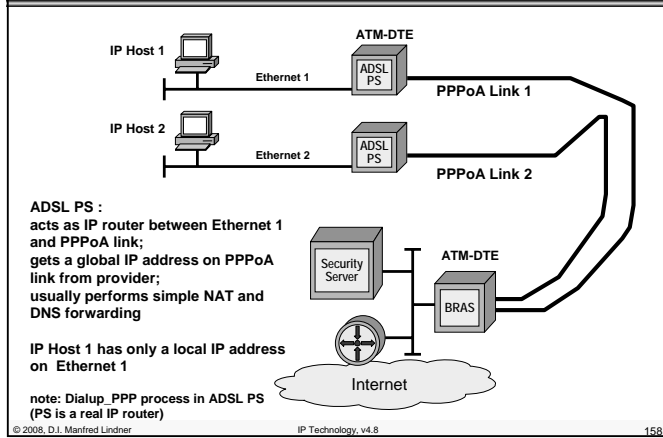 ATM-DTE
IP Host 1
ADSL
PS
Ethernet 1
PPPoA Link 1
IP Host 2
ADSL
PS
Ethernet 2
PPPoA Link 2
ADSL PS :
acts as IP router between Ethernet 1
and PPPoA link;
gets a global IP address on PPPoA
link from provider;
usually performs simple NAT and
DNS forwarding
IP Host 1 has only a local IP address
on Ethernet 1
note: Dialup_PPP process in ADSL PS
(PS is a real IP router)
Security
Server
ATM-DTE
BRAS
Internet
© 2008, D.I. Manfred Lindner
IP Technology, v4.8
158